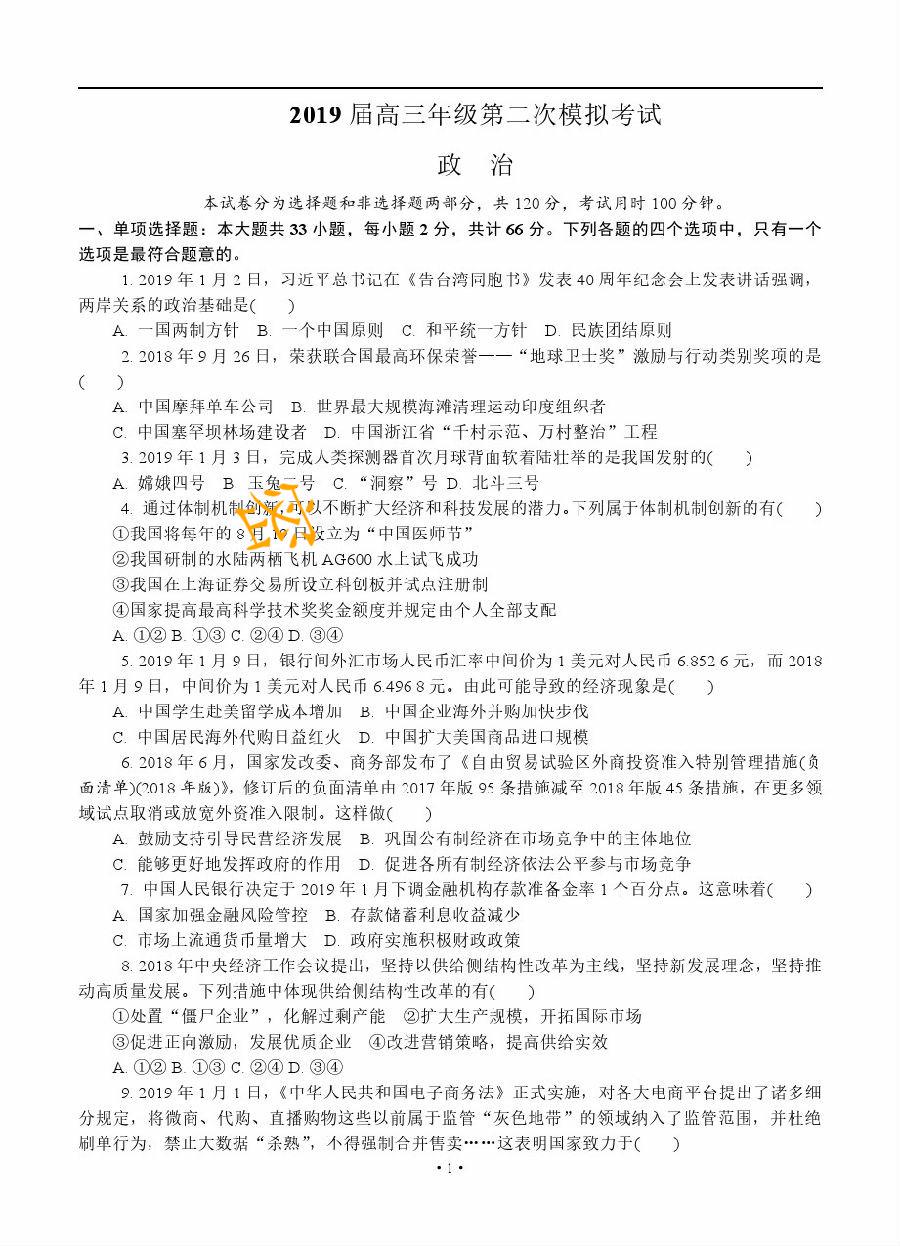 2019 届高三年级第二次模拟考试
政　治
本试卷分为选择题和非选择题两部分，共 120 分，考试月时 100 分钟。
一、单项选择题：本大题共 33 小题，每小题 2 分，共计 66 分。下列各题的四个选项中，只有一个
选项是最符合题意的。
1. 2019 年 1 月 2 日，习近平总书记在《告台湾同胞书》发表 40 周年纪念会上发表讲话强调，
两岸关系的政治基础是(　　)
A. 一国两制方针　B. 一个中国原则　C. 和平统一方针　D. 民族团结原则
2. 2018 年 9 月 26 日，荣获联合国最高环保荣誉——“地球卫士奖”激励与行动类别奖项的是
(　　)
A. 中国摩拜单车公司　B. 世界最大规模海滩清理运动印度组织者
C. 中国塞罕坝林场建设者　D. 中国浙江省“千村示范、万村整治”工程
3. 2019 年 1 月 3 日，完成人类探测器首次月球背面软着陆壮举的是我国发射的(　　)
A. 嫦娥四号　B 玉兔二号　C. “洞察”号 D. 北斗三号
4. 通过体制机制创新，可以不断扩大经济和科技发展的潜力。下列属于体制机制创新的有(　　)
①我国将每年的 8 月 19 日设立为“中国医师节”
②我国研制的水陆两栖飞机 AG600 水上试飞成功
③我国在上海证券交易所设立科创板并试点注册制
④国家提高最高科学技术奖奖金额度并规定由个人全部支配
A. ①② B. ①③ C. ②④ D. ③④
5. 2019 年 1 月 9 日，银行间外汇市场人民币汇率中间价为 1 美元对人民币 6.852 6 元，而 2018
年 1 月 9 日，中间价为 1 美元对人民币 6.496 8 元。由此可能导致的经济现象是(　　)
A. 中国学生赴美留学成本增加　B. 中国企业海外并购加快步伐
C. 中国居民海外代购日益红火　D. 中国扩大美国商品进口规模
6. 2018 年 6 月，国家发改委、商务部发布了《自由贸易试验区外商投资准入特别管理措施(负
面清单)(2018 年版)》，修订后的负面清单由 2017 年版 95 条措施减至 2018 年版 45 条措施，在更多领
域试点取消或放宽外资准入限制。这样做(　　)
A. 鼓励支持引导民营经济发展　B. 巩固公有制经济在市场竞争中的主体地位
C. 能够更好地发挥政府的作用　D. 促进各所有制经济依法公平参与市场竞争
7. 中国人民银行决定于 2019 年 1 月下调金融机构存款准备金率 1 个百分点。这意味着(　　)
A. 国家加强金融风险管控　B. 存款储蓄利息收益减少
C. 市场上流通货币量增大　D. 政府实施积极财政政策
8. 2018 年中央经济工作会议提出，坚持以供给侧结构性改革为主线，坚持新发展理念，坚持推
动高质量发展。下列措施中体现供给侧结构性改革的有(　　)
①处置“僵尸企业”，化解过剩产能　②扩大生产规模，开拓国际市场
③促进正向激励，发展优质企业　④改进营销策略，提高供给实效
A. ①② B. ①③ C. ②④ D. ③④
9. 2019 年 1 月 1 日，《中华人民共和国电子商务法》正式实施，对各大电商平台提出了诸多细
分规定，将微商、代购、直播购物这些以前属于监管“灰色地带”的领域纳入了监管范围，并杜绝
刷单行为，禁止大数据“杀熟”，不得强制合并售卖……这表明国家致力于(　　)
·1·